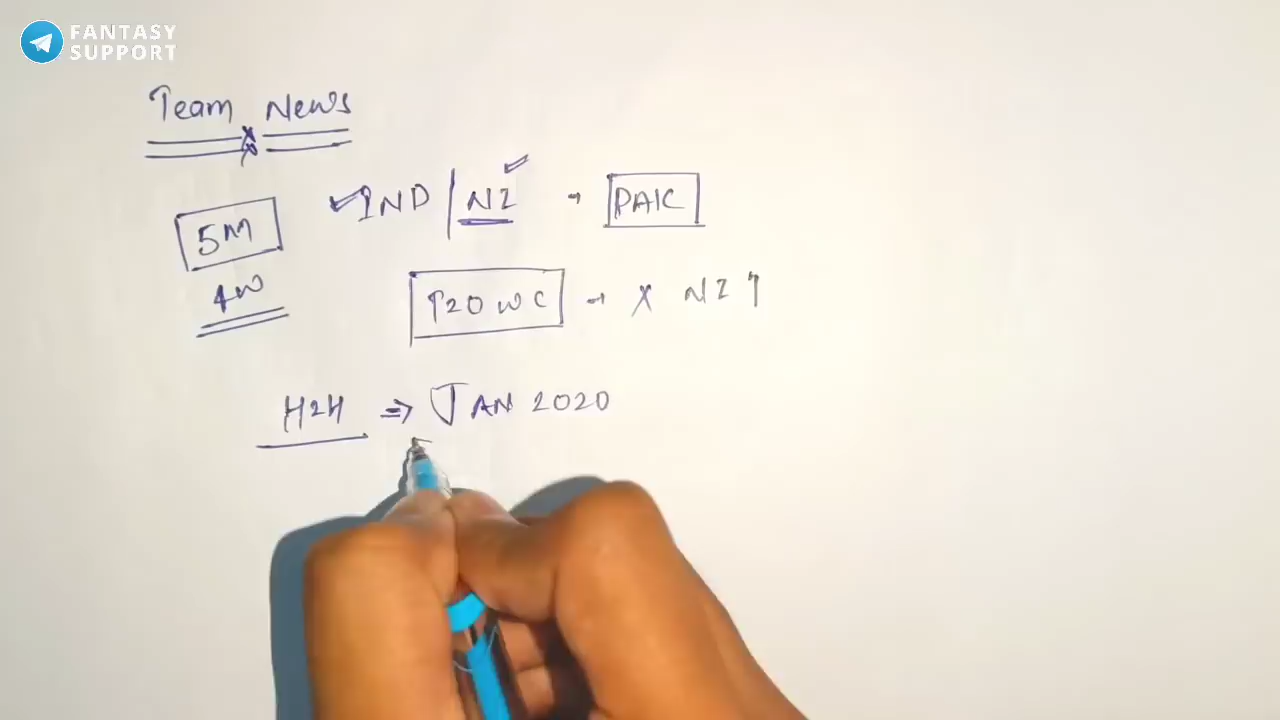 FANTASY
SUPPORT
Team News
5M
IND / NZ → PAK
4W
T20 WC → X NZ ↑
H2H ⇒ JAN 2020